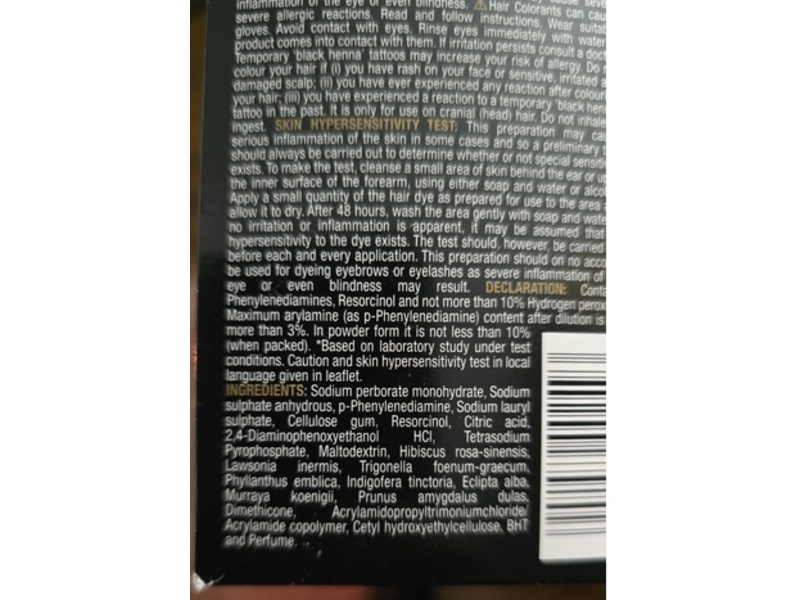 inflammation of the eye or even blindness. ⚠Hair Colorants can
severe allergic reactions. Read and follow instructions. Wear
gloves. Avoid contact with eyes. Rinse eyes immediately with water
product comes into contact with them. If irritation persists consult a
Temporary 'black henna' tattoos may increase your risk of allergy. Do
colour your hair if (i) you have rash on your face or sensitive, irritated
damaged scalp; (ii) you have ever experienced any reaction after
your hair; (iii) you have experienced a reaction to a temporary 'black
tattoo in the past. It is only for use on cranial (head) hair. Do not
ingest. SKIN HYPERSENSITIVITY TEST: This preparation may
serious inflammation of the skin in some cases and so a preliminary
should always be carried out to determine whether or not special
exists. To make the test, cleanse a small area of skin behind the ear or
the inner surface of the forearm, using either soap and water or
Apply a small quantity of the hair dye as prepared for use to the area
allow it to dry. After 48 hours, wash the area gently with soap and
no irritation or inflammation is apparent, it may be assumed that
hypersensitivity to the dye exists. The test should, however, be carried
before each and every application. This preparation should on no
be used for dyeing eyebrows or eyelashes as severe inflammation of
eye or even blindness may result. DECLARATION:
Phenylenediamines, Resorcinol and not more than 10% Hydrogen
Maximum arylamine (as p-Phenylenediamine) content after dilution is
more than 3%. In powder form it is not less than 10%
(when packed). *Based on laboratory study under test
conditions. Caution and skin hypersensitivity test in local
language given in leaflet.
INGREDIENTS: Sodium perborate monohydrate, Sodium
sulphate anhydrous, p-Phenylenediamine, Sodium lauryl
sulphate, Cellulose gum, Resorcinol, Citric acid,
2,4-Diaminophenoxyethanol HCl, Tetrasodium
Pyrophosphate, Maltodextrin, Hibiscus rosa-sinensis,
Lawsonia inermis, Trigonella foenum-graecum,
Phyllanthus emblica, Indigofera tinctoria, Eclipta alba,
Murraya koenigii, Prunus amygdalus dulas,
Dimethicone, Acrylamidopropyltrimoniumchloride/
Acrylamide copolymer, Cetyl hydroxyethylcellulose, BHT
and Perfume.